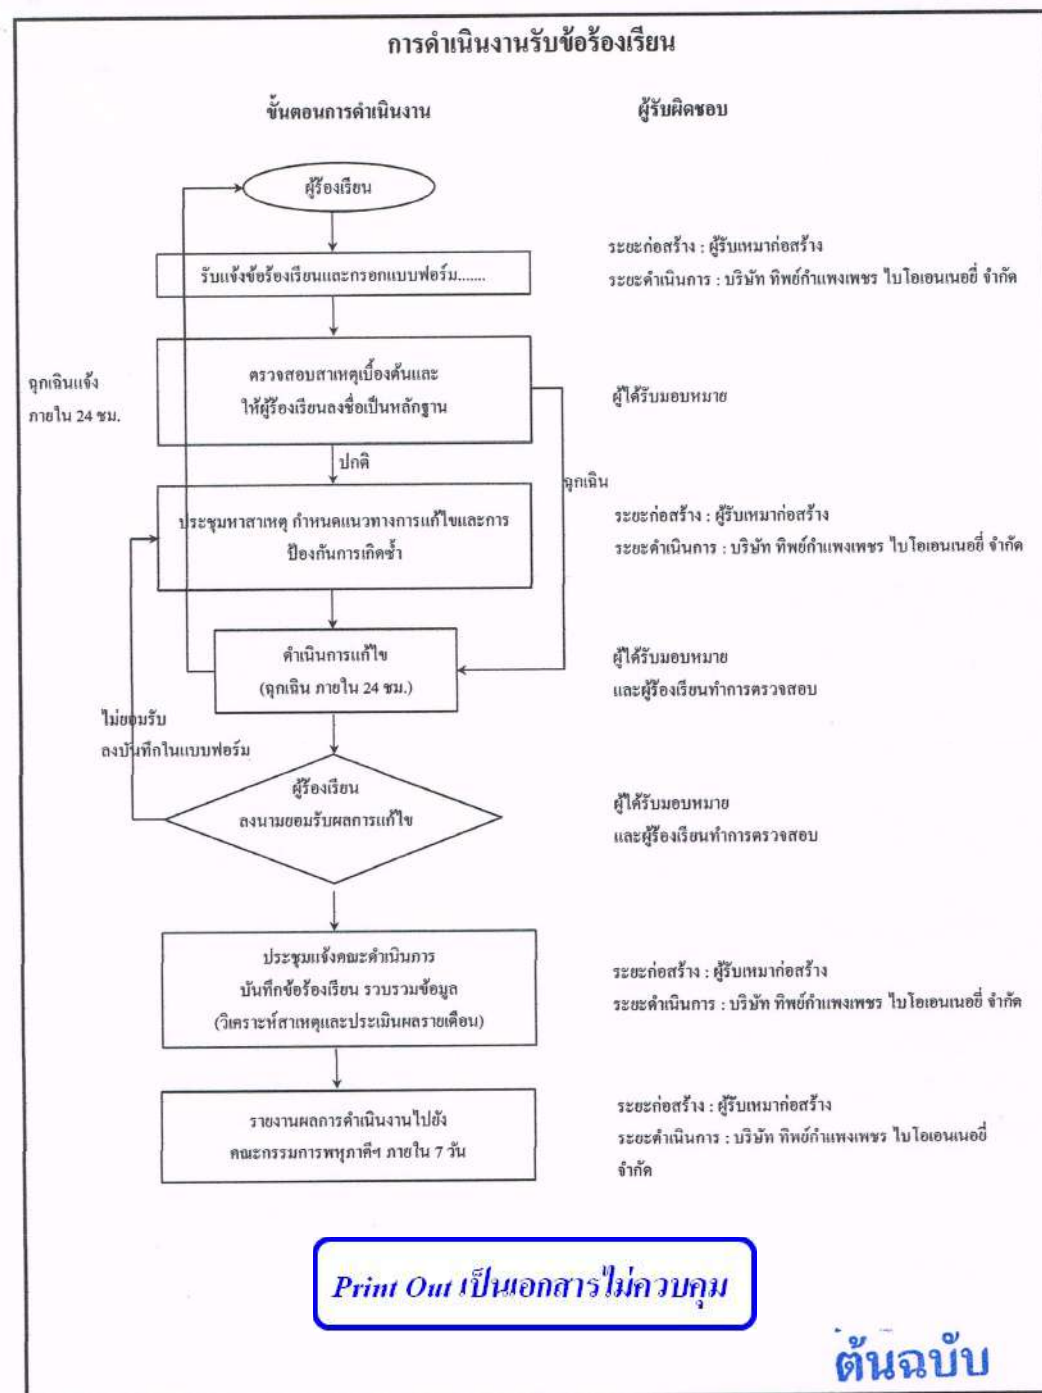 การดำเนินงานรับข้อร้องเรียน
ขั้นตอนการดำเนินงาน
ผู้รับผิดชอบ
ผู้ร้องเรียน
รับแจ้งข้อร้องเรียนและกรอกแบบฟอร์ม.......
ระยะก่อสร้าง : ผู้รับเหมาก่อสร้าง
ระยะดำเนินการ : บริษัท ทิพย์กำแพงเพชร ไบโอเอนเนอยี่ จำกัด
ฉุกเฉินแจ้ง
ภายใน 24 ชม.
ตรวจสอบสาเหตุเบื้องต้นและ
ให้ผู้ร้องเรียนลงชื่อเป็นหลักฐาน
ผู้ได้รับมอบหมาย
ปกติ
ฉุกเฉิน
ประชุมหาสาเหตุ กำหนดแนวทางการแก้ไขและการ
ป้องกันการเกิดซ้ำ
ระยะก่อสร้าง : ผู้รับเหมาก่อสร้าง
ระยะดำเนินการ : บริษัท ทิพย์กำแพงเพชร ไบโอเอนเนอยี่ จำกัด
ดำเนินการแก้ไข
(ฉุกเฉิน ภายใน 24 ชม.)
ผู้ได้รับมอบหมาย
และผู้ร้องเรียนทำการตรวจสอบ
ไม่ยอมรับ
ลงบันทึกในแบบฟอร์ม
ผู้ร้องเรียน
ลงนามยอมรับผลการแก้ไข
ผู้ได้รับมอบหมาย
และผู้ร้องเรียนทำการตรวจสอบ
ประชุมแจ้งคณะดำเนินการ
บันทึกข้อร้องเรียน รวบรวมข้อมูล
(วิเคราะห์สาเหตุและประเมินผลรายเดือน)
ระยะก่อสร้าง : ผู้รับเหมาก่อสร้าง
ระยะดำเนินการ : บริษัท ทิพย์กำแพงเพชร ไบโอเอนเนอยี่ จำกัด
รายงานผลการดำเนินงานไปยัง
คณะกรรมการพหุภาคีฯ ภายใน 7 วัน
ระยะก่อสร้าง : ผู้รับเหมาก่อสร้าง
ระยะดำเนินการ : บริษัท ทิพย์กำแพงเพชร ไบโอเอนเนอยี่
จำกัด
Print Out เป็นเอกสารไม่ควบคุม
ต้นฉบับ